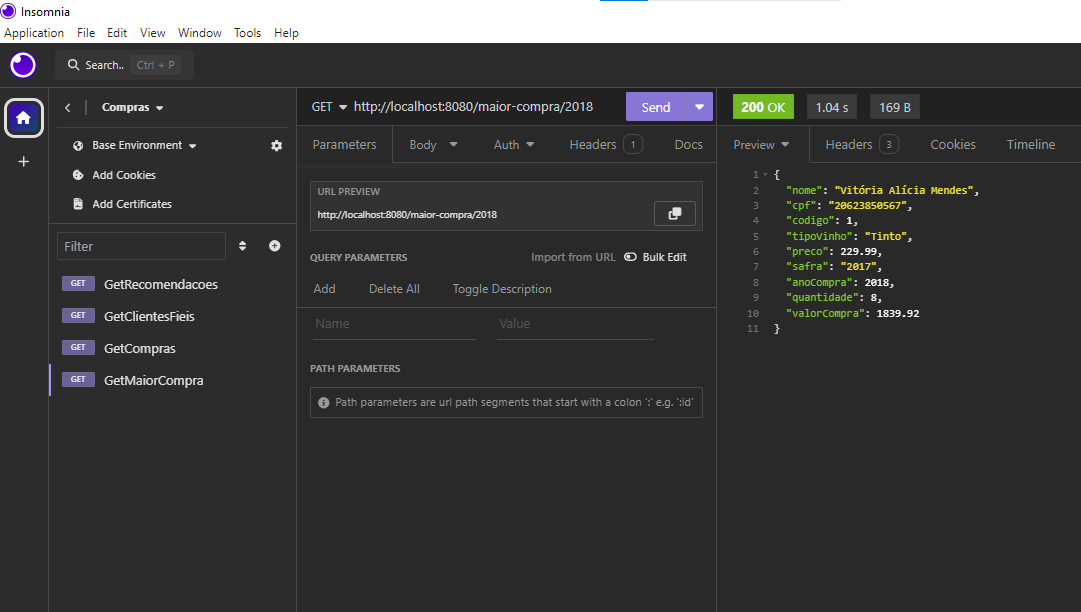 Insomnia
Application File Edit View Window Tools Help
Search.. Ctrl + P
Compras
Base Environment
Add Cookies
Add Certificates
Filter
GET GetRecomendacoes
GET GetClientesFieis
GET GetCompras
GET GetMaiorCompra
GET http://localhost:8080/maior-compra/2018 Send
Parameters Body Auth Headers 1 Docs
URL PREVIEW
http://localhost:8080/maior-compra/2018
QUERY PARAMETERS Import from URL Bulk Edit
Add Delete All Toggle Description
Name Value
PATH PARAMETERS
Path parameters are url path segments that start with a colon ':' e.g. ':id'
200 OK 1.04 s 169 B
Preview Headers 3 Cookies Timeline
1 {
2 "nome": "Vitória Alícia Mendes",
3 "cpf": "20623850567",
4 "codigo": 1,
5 "tipoVinho": "Tinto",
6 "preco": 229.99,
7 "safra": "2017",
8 "anoCompra": 2018,
9 "quantidade": 8,
10 "valorCompra": 1839.92
11 }